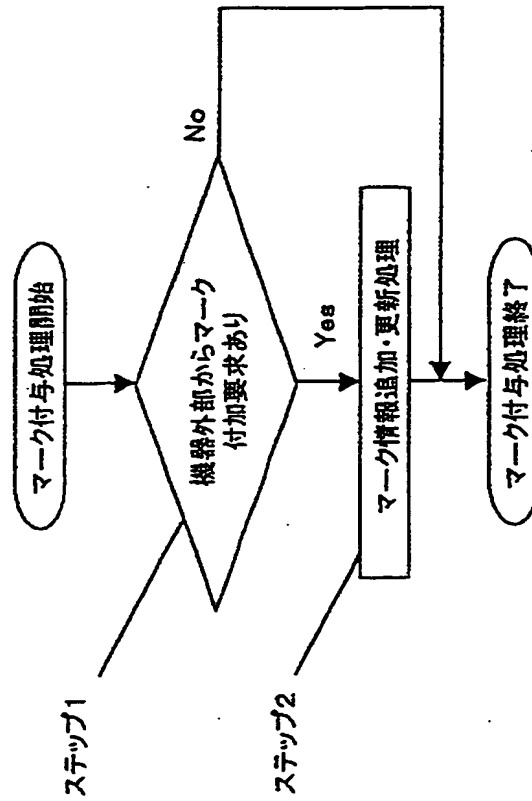 マーク付与処理開始
ステップ1
機器外部からマーク
付加要求あり
No
Yes
ステップ2
マーク情報追加・更新処理
マーク付与処理終了